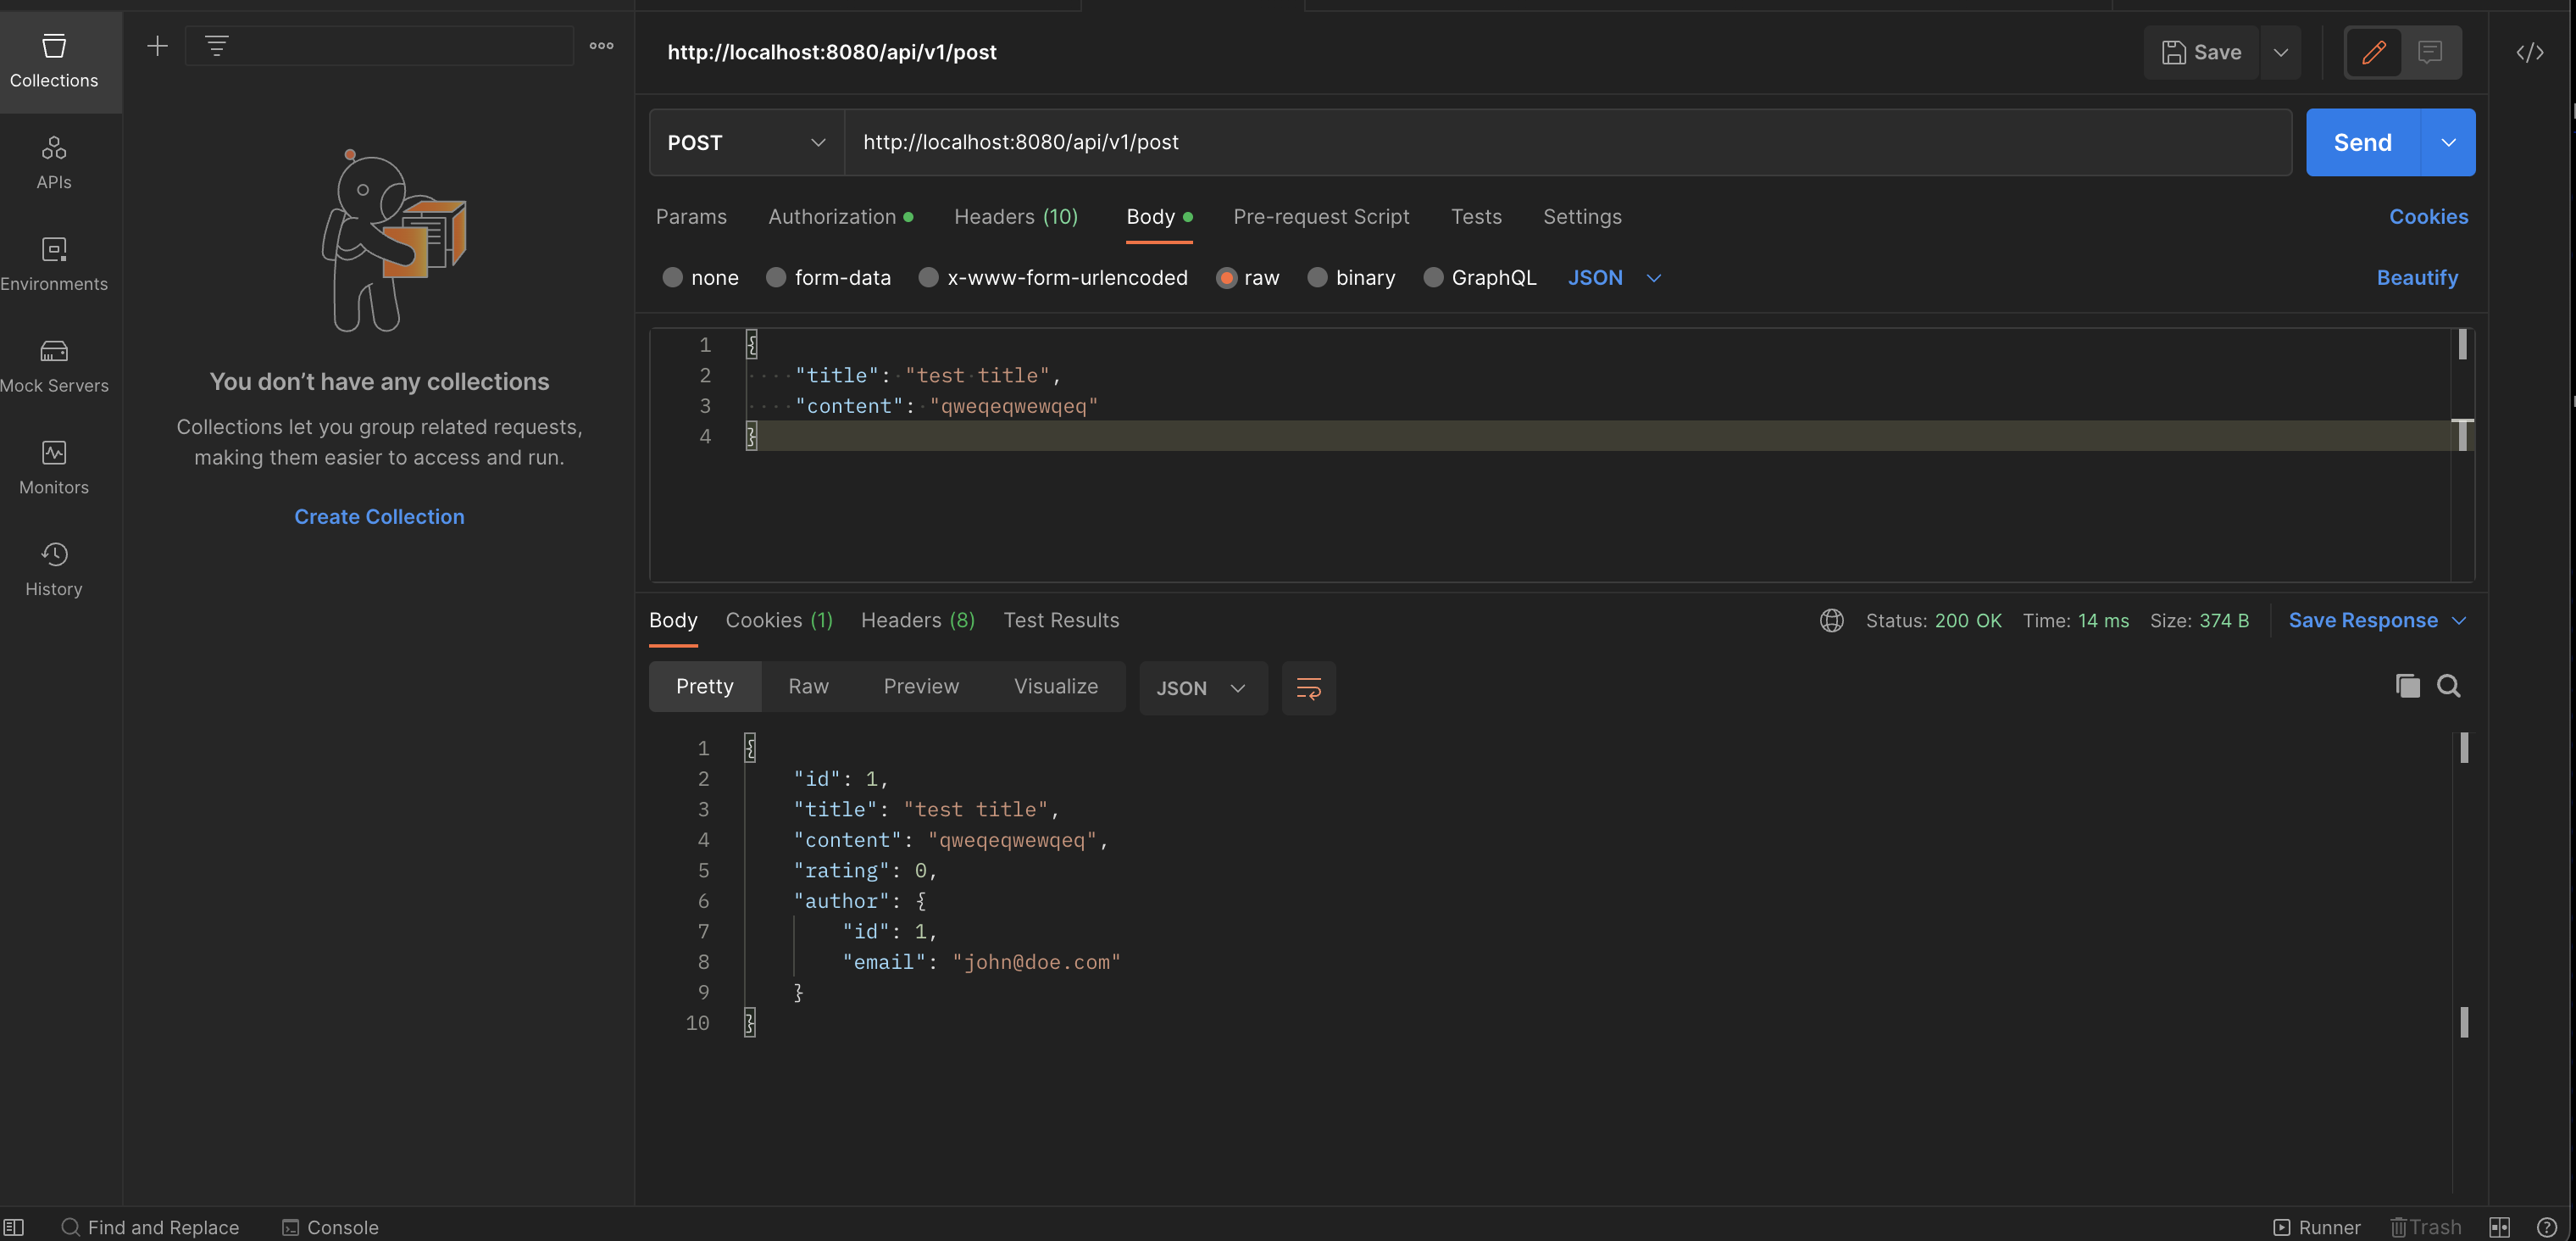 Collections
APIs
Environments
Mock Servers
Monitors
History
You don’t have any collections
Collections let you group related requests,
making them easier to access and run.
Create Collection
http://localhost:8080/api/v1/post
Save
POST
http://localhost:8080/api/v1/post
Send
Params Authorization Headers (10) Body Pre-request Script Tests Settings Cookies
none form-data x-www-form-urlencoded raw binary GraphQL JSON Beautify
1 {
2 "title": "test title",
3 "content": "qweqeqwewqeq"
4 }
Body Cookies (1) Headers (8) Test Results Status: 200 OK Time: 14 ms Size: 374 B Save Response
Pretty Raw Preview Visualize JSON
1 {
2 "id": 1,
3 "title": "test title",
4 "content": "qweqeqwewqeq",
5 "rating": 0,
6 "author": {
7 "id": 1,
8 "email": "john@doe.com"
9 }
10 }
Find and Replace Console Runner Trash